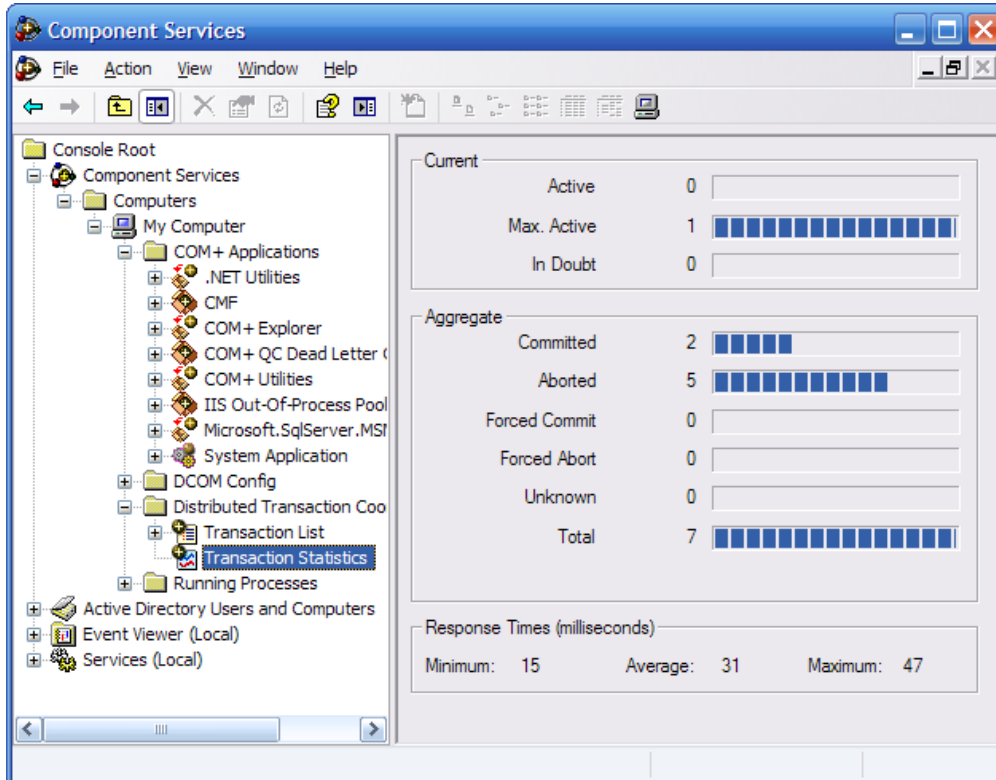 Component Services
File Action View Window Help
Console Root
Component Services
Computers
My Computer
COM+ Applications
.NET Utilities
CMF
COM+ Explorer
COM+ QC Dead Letter
COM+ Utilities
IIS Out-Of-Process Pool
Microsoft.SqlServer.MSM
System Application
DCOM Config
Distributed Transaction Coo
Transaction List
Transaction Statistics
Running Processes
Active Directory Users and Computers
Event Viewer (Local)
Services (Local)
Current
Active 0
Max. Active 1
In Doubt 0
Aggregate
Committed 2
Aborted 5
Forced Commit 0
Forced Abort 0
Unknown 0
Total 7
Response Times (milliseconds)
Minimum: 15 Average: 31 Maximum: 47